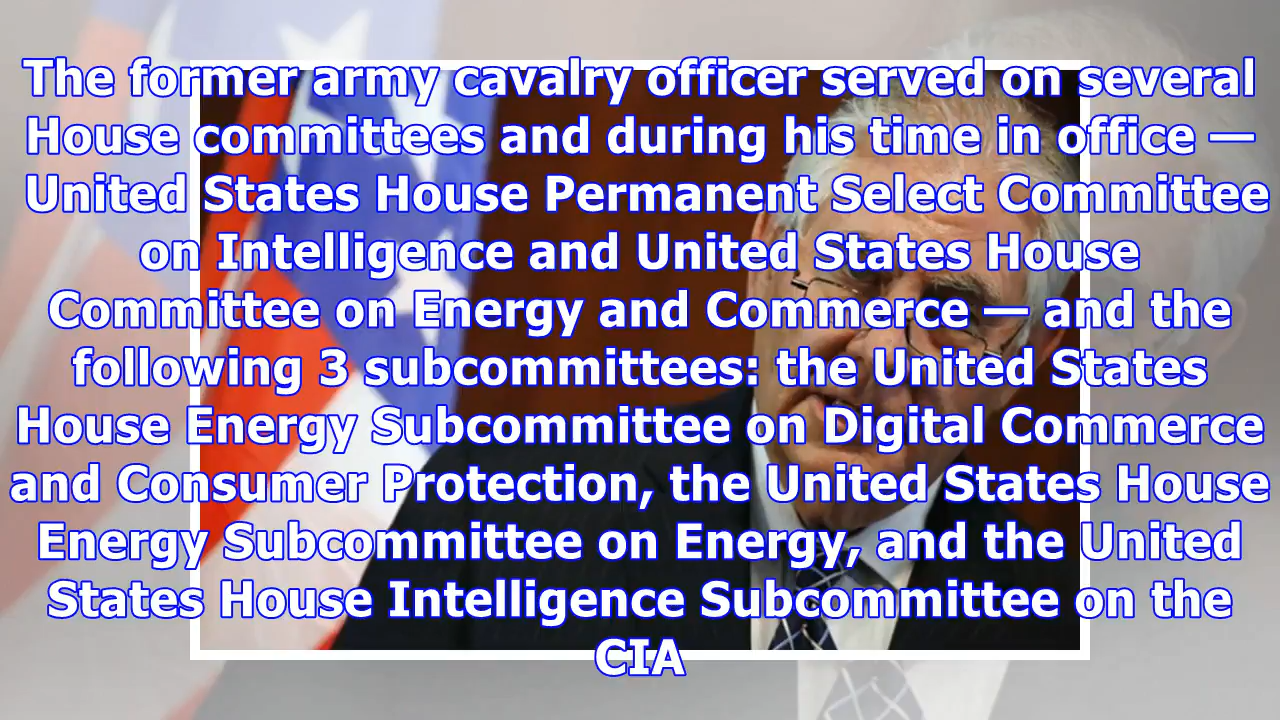 The former army cavalry officer served on several
House committees and during his time in office —
United States House Permanent Select Committee
on Intelligence and United States House
Committee on Energy and Commerce — and the
following 3 subcommittees: the United States
House Energy Subcommittee on Digital Commerce
and Consumer Protection, the United States House
Energy Subcommittee on Energy, and the United
States House Intelligence Subcommittee on the
CIA